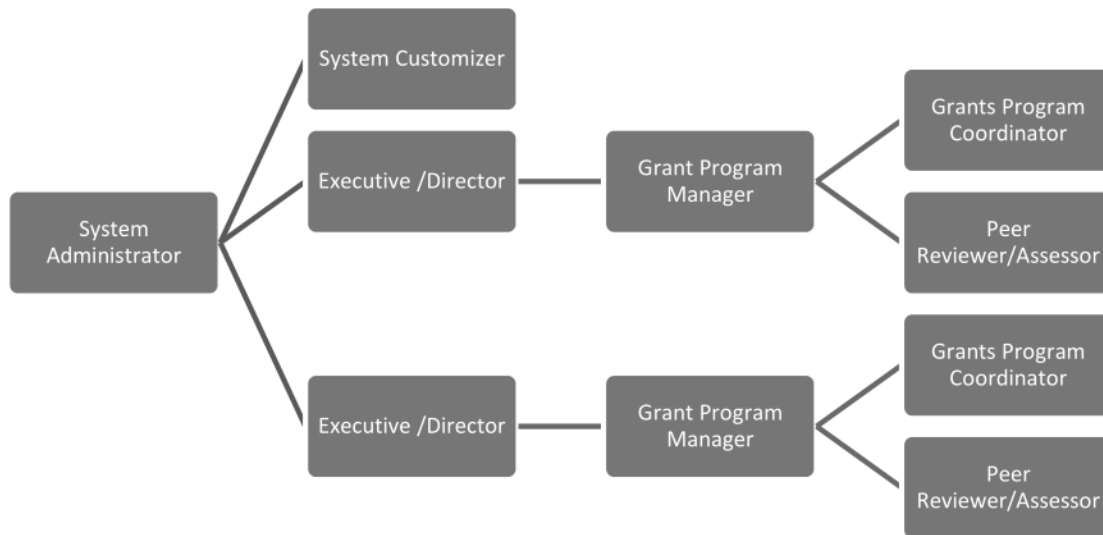 System Customizer
Grants Program
Coordinator
Executive /Director
Grant Program
Manager
System
Administrator
Peer
Reviewer/Assessor
Grants Program
Coordinator
Executive /Director
Grant Program
Manager
Peer
Reviewer/Assessor